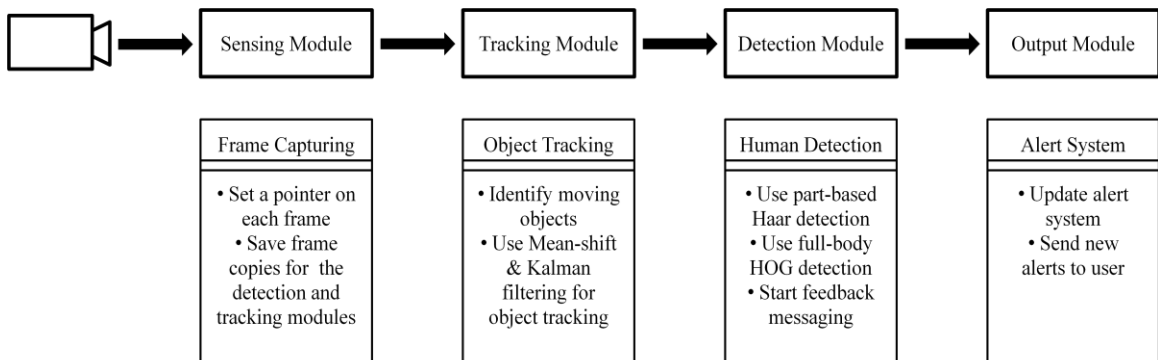 Sensing Module
Tracking Module
Detection Module
Output Module
Frame Capturing
• Set a pointer on
each frame
• Save frame
copies for the
detection and
tracking modules
Object Tracking
• Identify moving
objects
• Use Mean-shift
& Kalman
filtering for
object tracking
Human Detection
• Use part-based
Haar detection
• Use full-body
HOG detection
• Start feedback
messaging
Alert System
• Update alert
system
• Send new
alerts to user